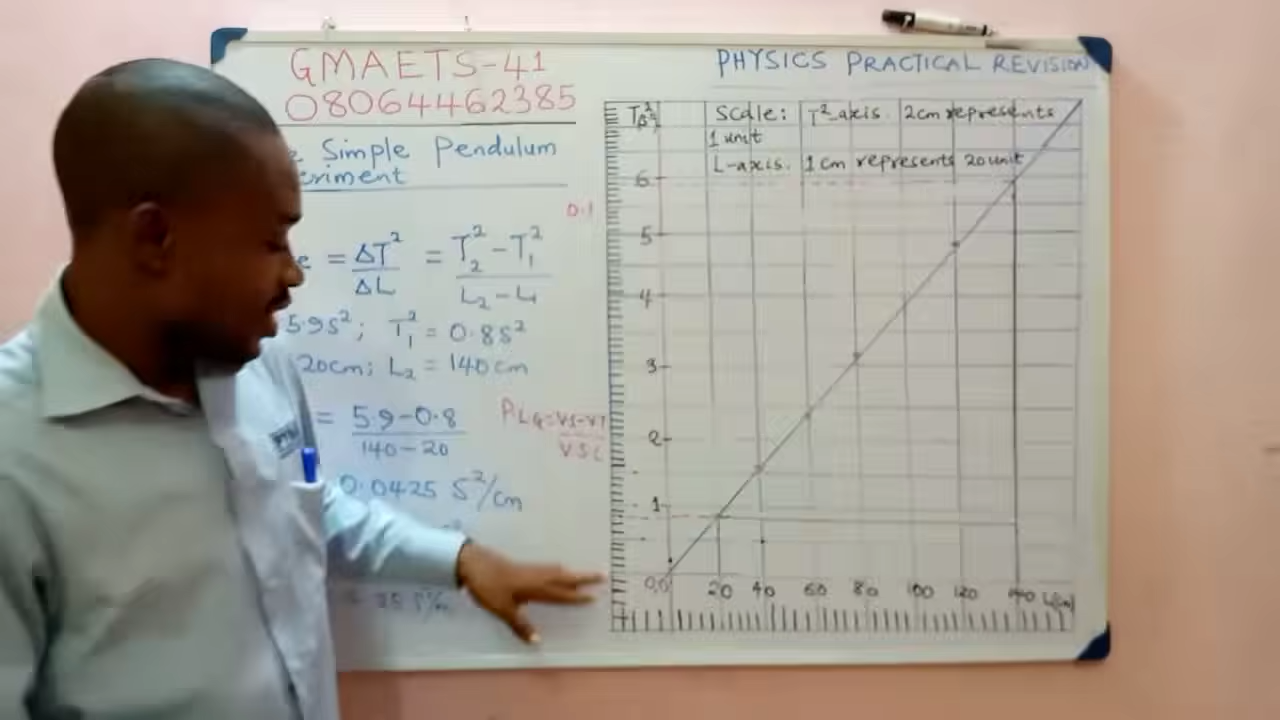 GMAETS-41
08064462385
Simple Pendulum
eriment
e = ΔT²/ΔL = T₂²-T₁²/L₂-L₁
5.9s²; T₁² = 0.8s²
20cm; L₂ = 140cm
= 5.9-0.8/140-20
0.0425 S²/cm
0.1
PHYSICS PRACTICAL REVISION
Scale: T²-axis 2cm represents
1 unit
L-axis. 1cm represents 20unit
6
5
4
3
2
1
0,0 20 40 60 80 100 120 140 L(cm)